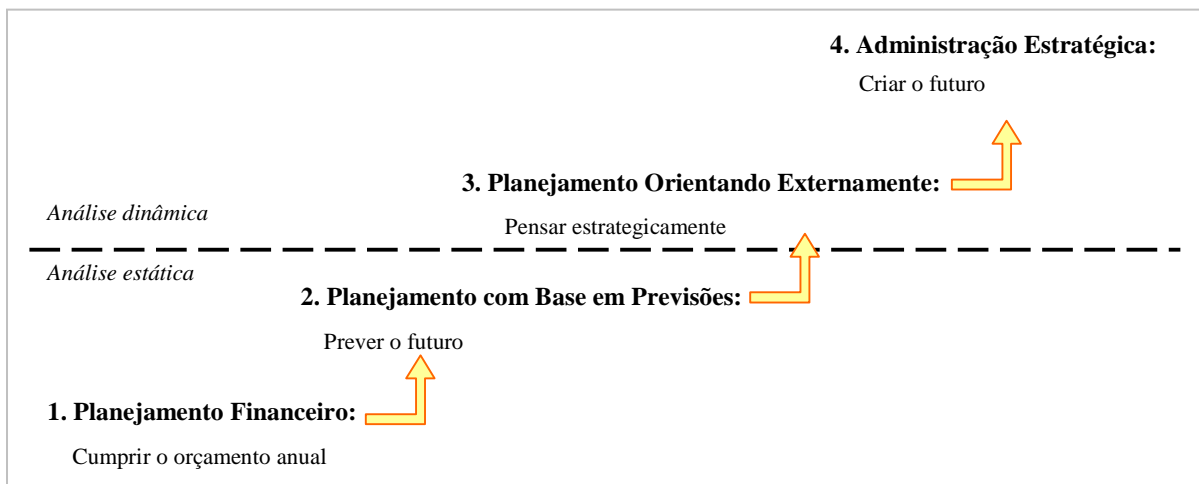 4. Administração Estratégica:
Criar o futuro
3. Planejamento Orientando Externamente:
Análise dinâmica
Pensar estrategicamente
Análise estática
2. Planejamento com Base em Previsões:
Prever o futuro
1. Planejamento Financeiro:
Cumprir o orçamento anual